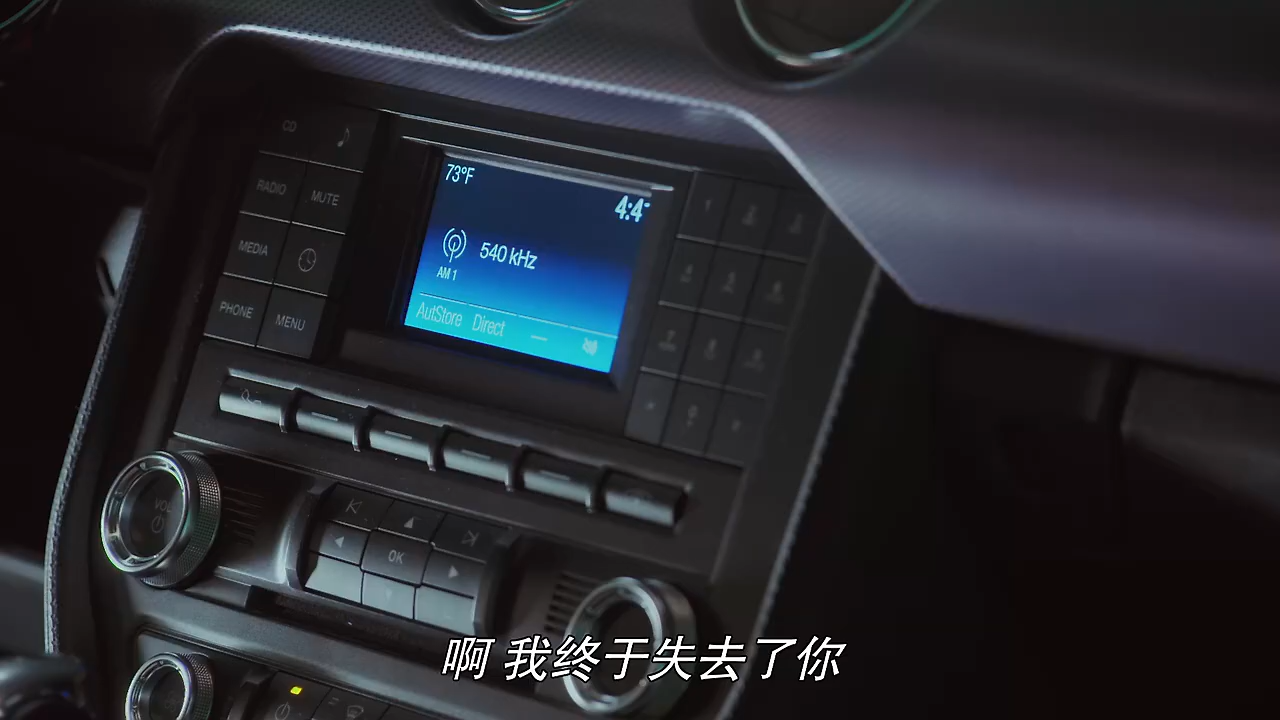 CD
RADIO
MUTE
MEDIA
PHONE
MENU
73°F
540 kHz
AM 1
AutStore Direct
VOL
OK
啊 我终于失去了你